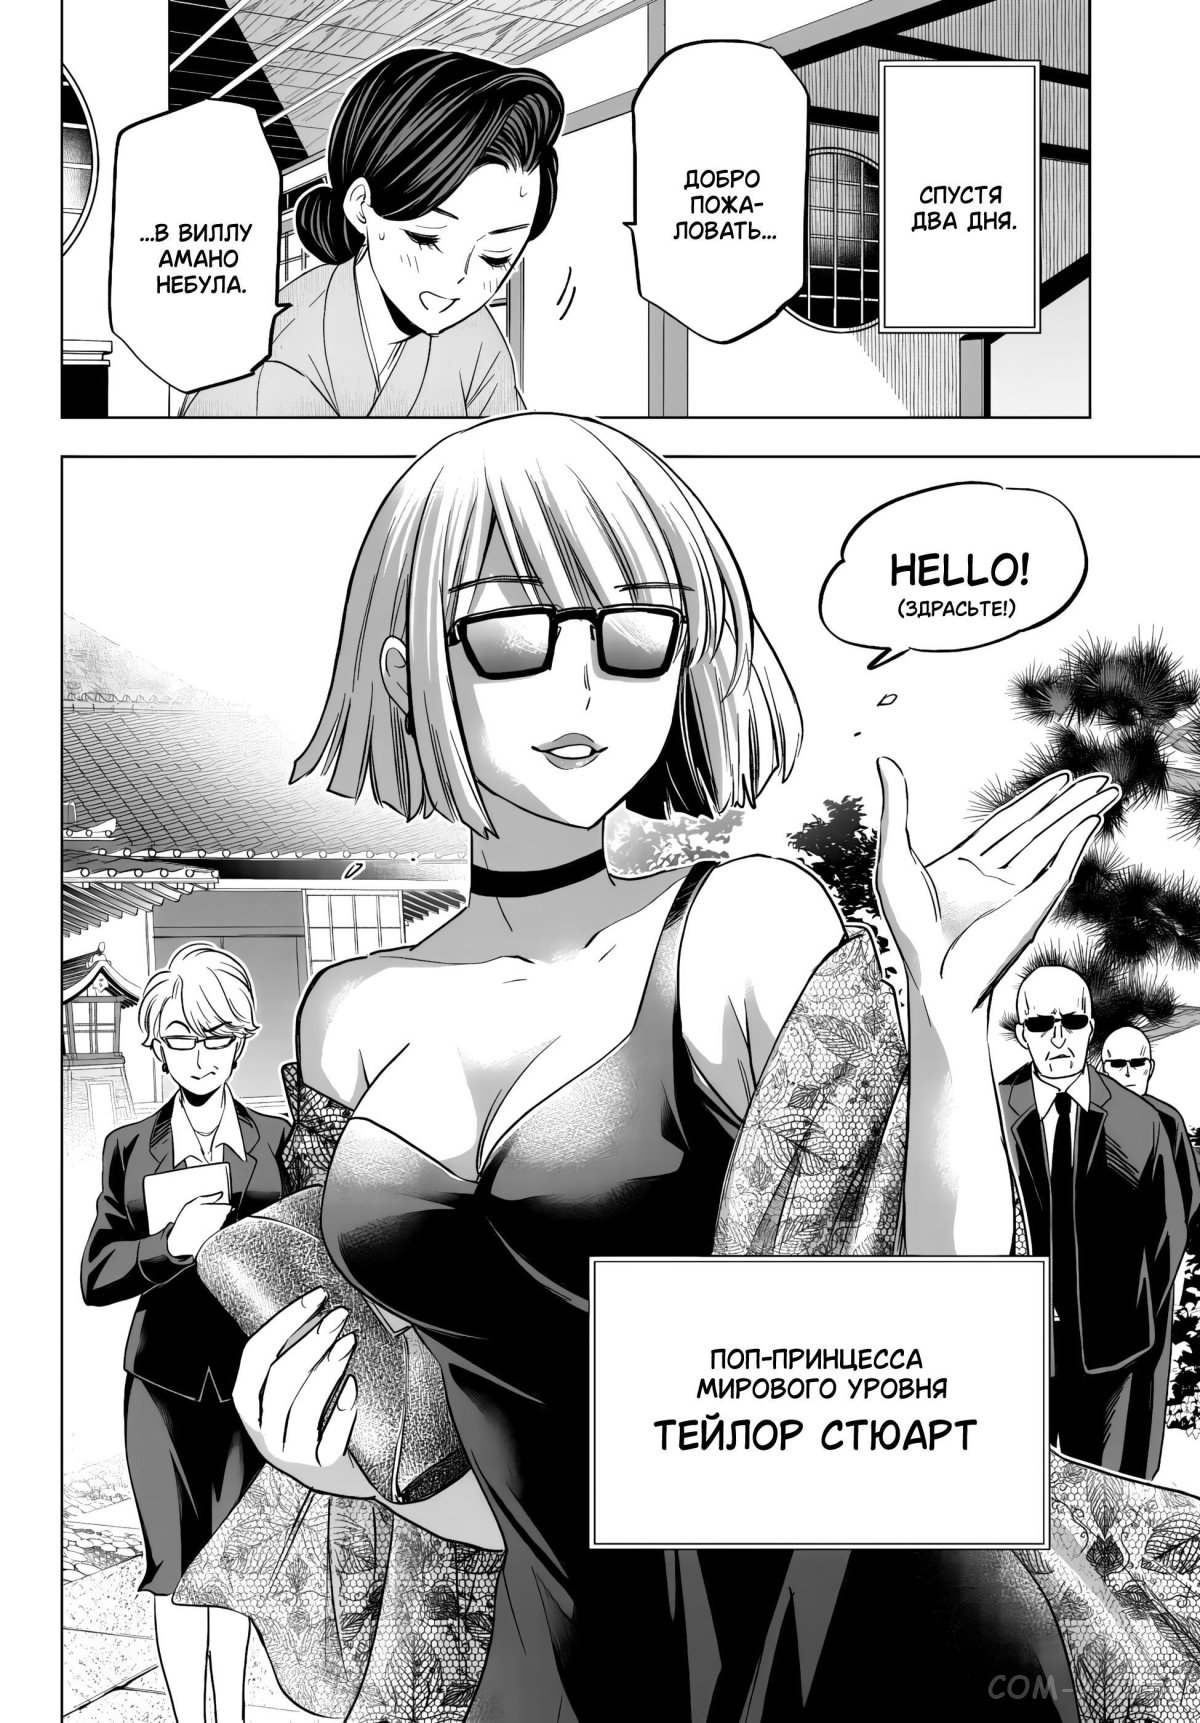 СПУСТЯ
ДВА ДНЯ.
ДОБРО
ПОЖА-
ЛОВАТЬ...
...В ВИЛЛУ
АМАНО
НЕБУЛА.
HELLO!
(ЗДРАСЬТЕ!)
ПОП-ПРИНЦЕССА
МИРОВОГО УРОВНЯ
ТЕЙЛОР СТЮАРТ